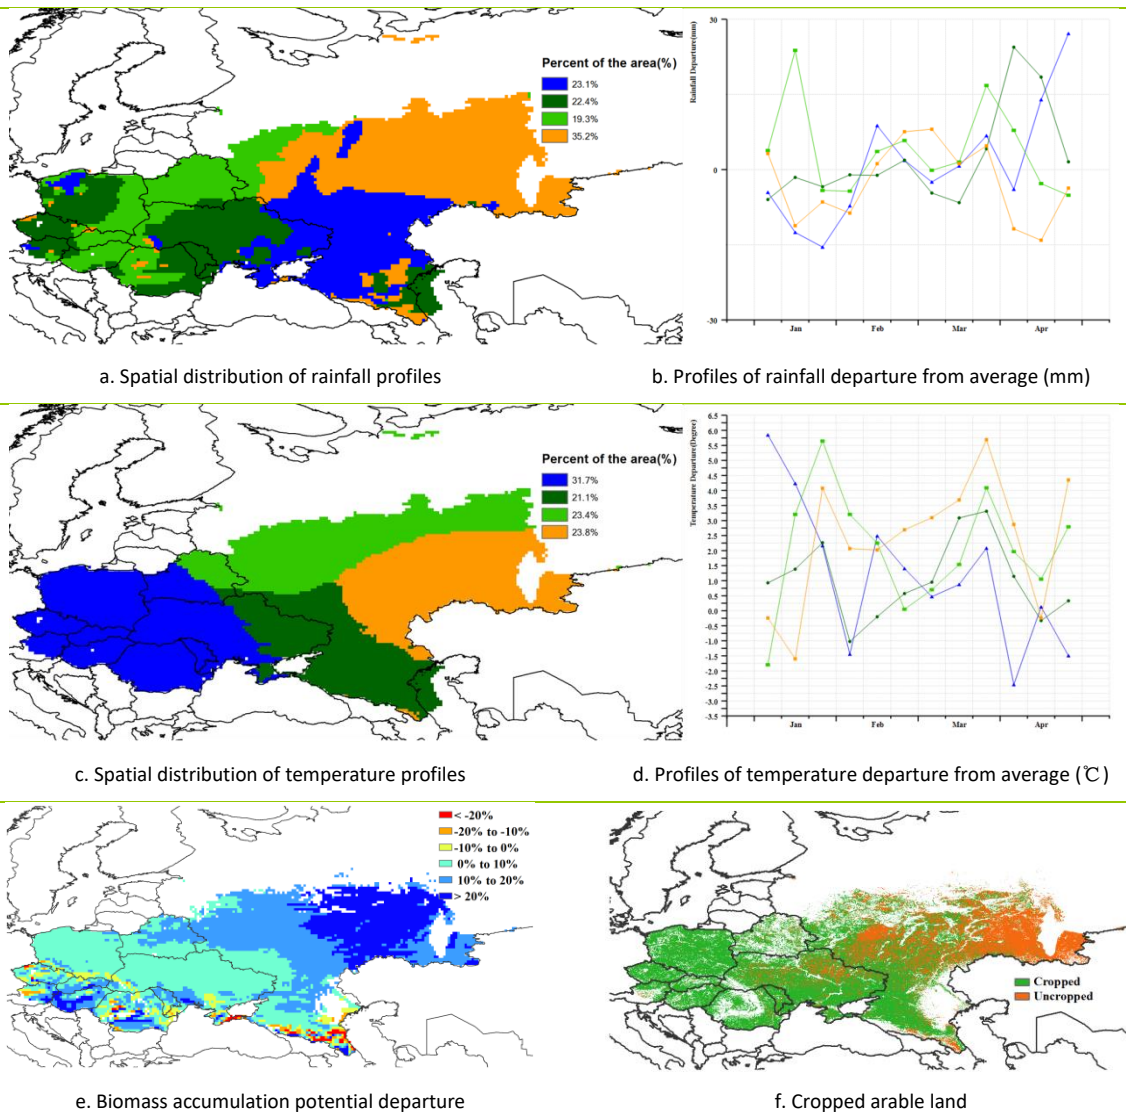 Percent of the area(%)
23.1%
22.4%
19.3%
35.2%
30
0
-30
Rainfall Departure(mm)
Jan
Feb
Mar
Apr
a. Spatial distribution of rainfall profiles
b. Profiles of rainfall departure from average (mm)
Percent of the area(%)
31.7%
21.1%
23.4%
23.8%
6.5
6.0
5.5
5.0
4.5
4.0
3.5
3.0
2.5
2.0
1.5
1.0
0.5
0.0
-0.5
-1.0
-1.5
-2.0
-2.5
-3.0
-3.5
Temperature Departure(Degree)
Jan
Feb
Mar
Apr
c. Spatial distribution of temperature profiles
d. Profiles of temperature departure from average (℃)
< -20%
-20% to -10%
-10% to 0%
0% to 10%
10% to 20%
> 20%
Cropped
Uncropped
e. Biomass accumulation potential departure
f. Cropped arable land